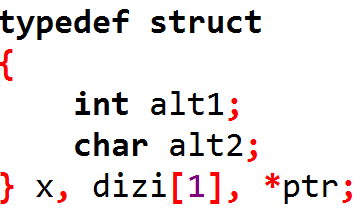 typedef struct
{
    int alt1;
    char alt2;
} x, dizi[1], *ptr;